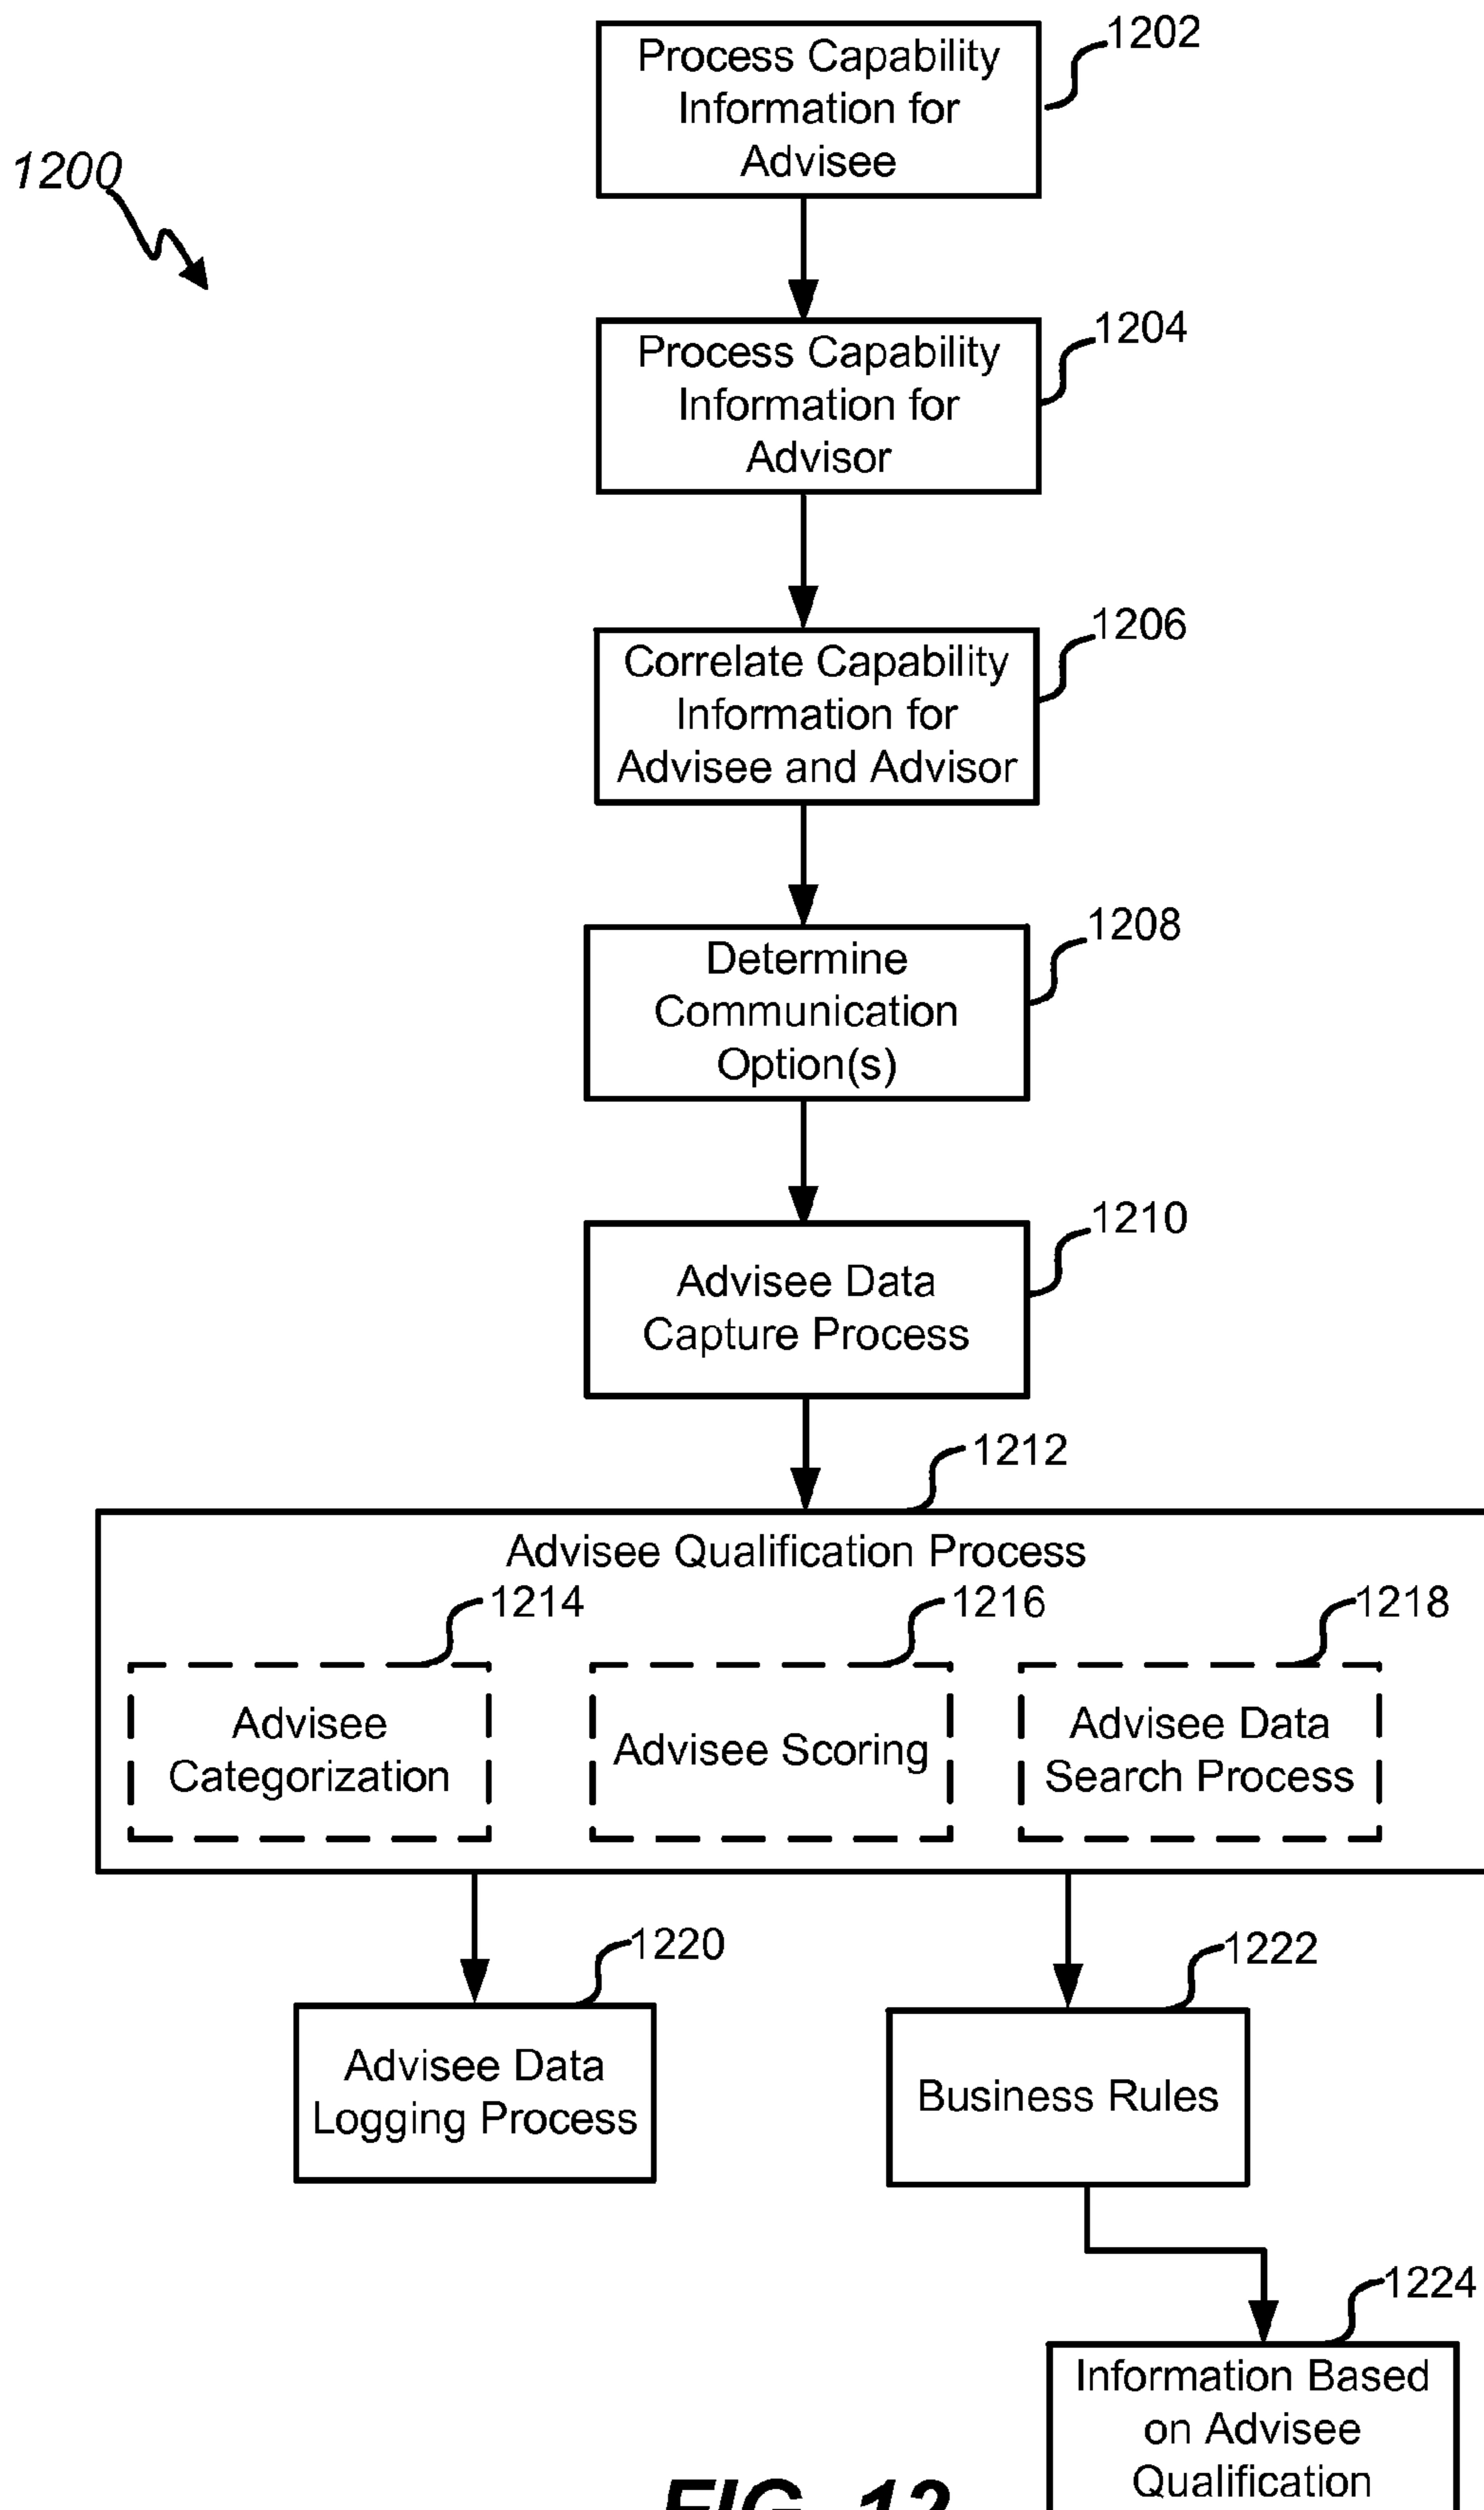 1202
Process Capability
Information for
Advisee
1200
1204
Process Capability
Information for
Advisor
1206
Correlate Capability
Information for
Advisee and Advisor
1208
Determine
Communication
Option(s)
1210
Advisee Data
Capture Process
1212
Advisee Qualification Process
1214
1216
1218
Advisee
Categorization
Advisee Scoring
Advisee Data
Search Process
1220
1222
Advisee Data
Logging Process
Business Rules
1224
Information Based
on Advisee
Qualification
FIG. 12